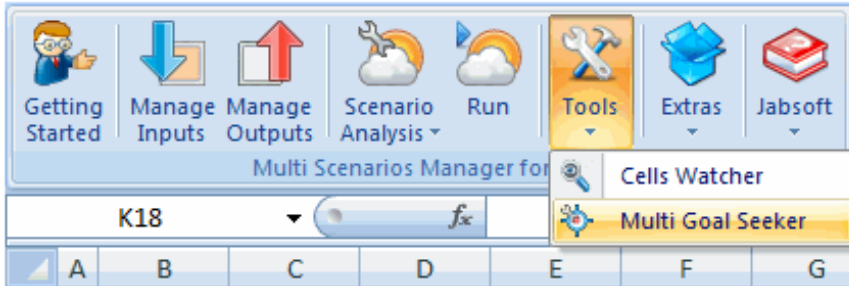 Getting Started
Manage Inputs
Manage Outputs
Scenario Analysis
Run
Tools
Extras
Jabsoft
Multi Scenarios Manager for
Cells Watcher
K18
fx
Multi Goal Seeker
A B C D E F G